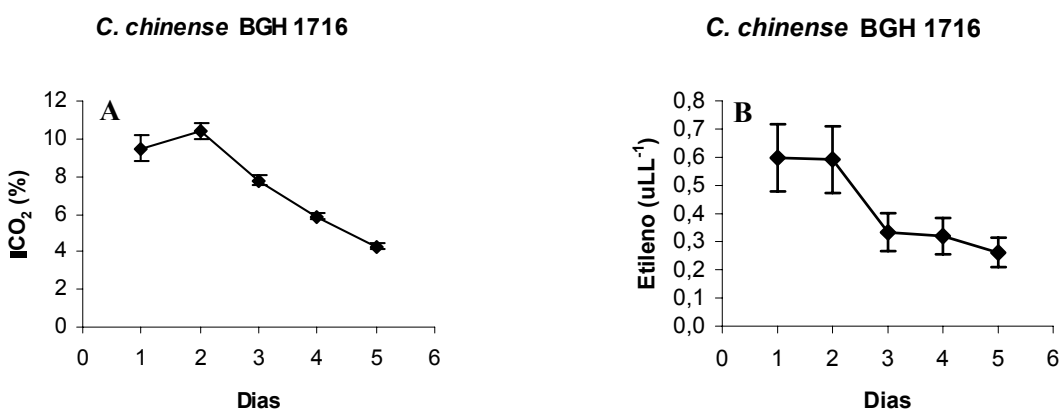 C. chinense BGH 1716
A
12
10
8
6
4
2
0
CO₂ (%)
0 1 2 3 4 5 6
Dias
C. chinense BGH 1716
B
0,8
0,7
0,6
0,5
0,4
0,3
0,2
0,1
0,0
Etileno (uLL⁻¹)
0 1 2 3 4 5 6
Dias